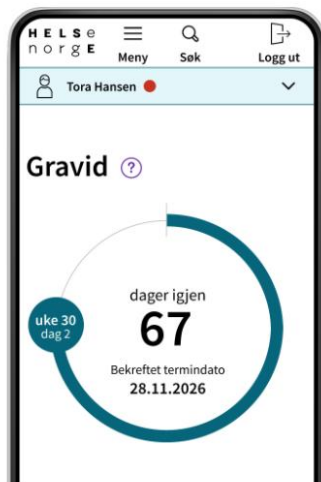 HELSe
norgE
Meny
Søk
Logg ut
Tora Hansen
Gravid ?
dager igjen
67
uke 30
dag 2
Bekreftet termindato
28.11.2026